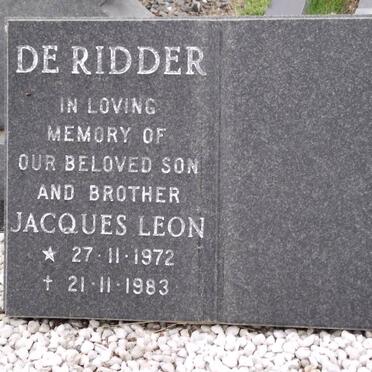 DE RIDDER
IN LOVING
MEMORY OF
OUR BELOVED SON
AND BROTHER
JACQUES LEON
★ 27·11·1972
† 21·11·1983